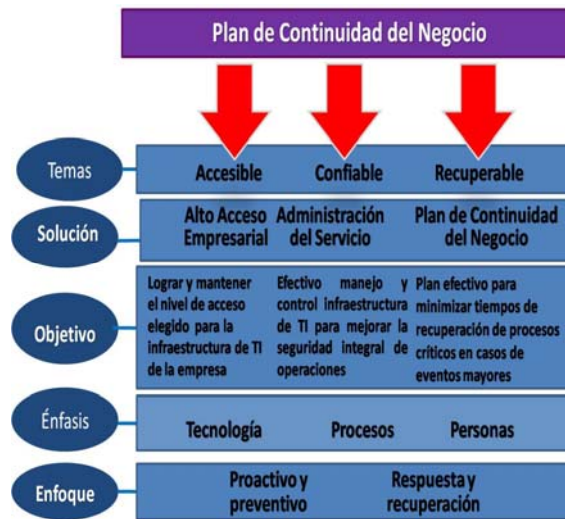 Plan de Continuidad del Negocio
Temas
Accesible
Confiable
Recuperable
Solución
Alto Acceso
Empresarial
Administración
del Servicio
Plan de Continuidad
del Negocio
Objetivo
Lograr y mantener
el nivel de acceso
elegido para la
infraestructura de TI
de la empresa
Efectivo manejo y
control infraestructura
de TI para mejorar la
seguridad integral de
operaciones
Plan efectivo para
minimizar tiempos de
recuperación de procesos
críticos en casos de
eventos mayores
Énfasis
Tecnología
Procesos
Personas
Enfoque
Proactivo y
preventivo
Respuesta y
recuperación